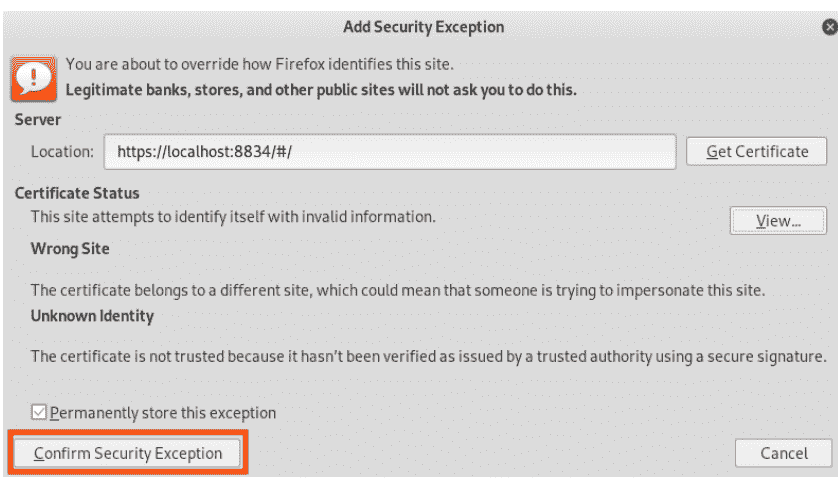 Add Security Exception
You are about to override how Firefox identifies this site.
Legitimate banks, stores, and other public sites will not ask you to do this.
Server
Location: https://localhost:8834/#/ Get Certificate
Certificate Status
This site attempts to identify itself with invalid information.
View...
Wrong Site
The certificate belongs to a different site, which could mean that someone is trying to impersonate this site.
Unknown Identity
The certificate is not trusted because it hasn't been verified as issued by a trusted authority using a secure signature.
Permanently store this exception
Confirm Security Exception Cancel